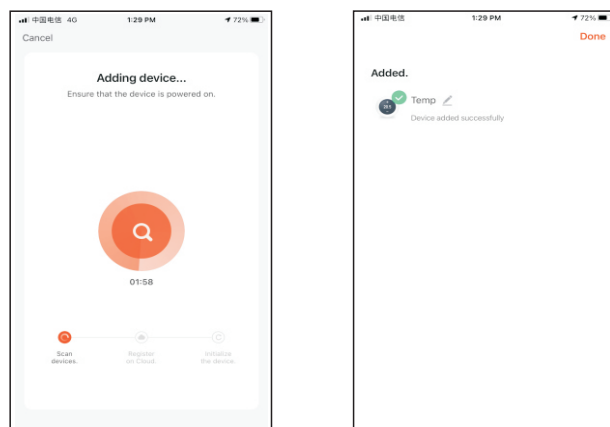 中国电信 4G 1:29 PM 72%
Cancel
Adding device...
Ensure that the device is powered on.
01:58
Scan devices.
Register on Cloud.
Initialize the device.
中国电信 1:29 PM 72%
Done
Added.
Temp
Device added successfully